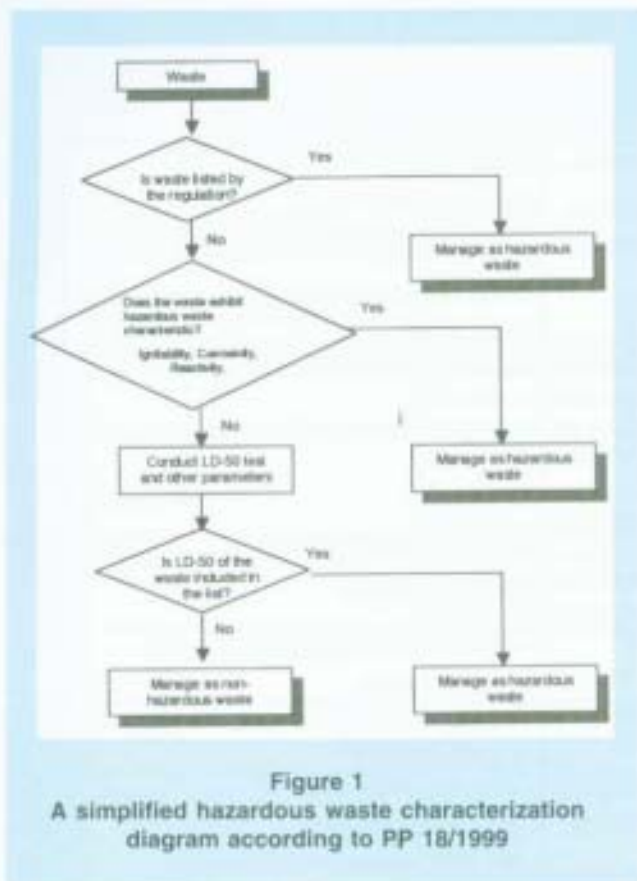 Waste
Yes
Is waste listed by
the regulation?
No
Manage as hazardous
waste
Does the waste exhibit
hazardous waste
characteristic?
Yes
Ignitability, Corrosivity,
Reactivity,
No
Conduct LD-50 test
and other parameters
Manage as hazardous
waste
Yes
Is LD-50 of the
waste included in
the list?
No
Manage as non-
hazardous waste
Manage as hazardous
waste
Figure 1
A simplified hazardous waste characterization
diagram according to PP 18/1999